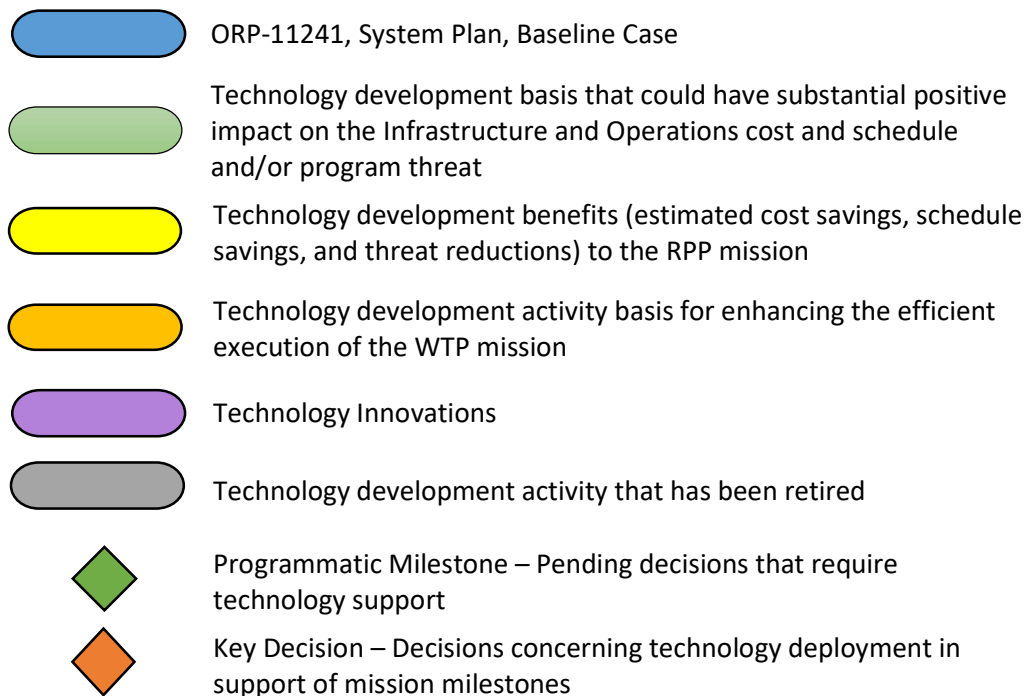 ORP-11241, System Plan, Baseline Case
Technology development basis that could have substantial positive
impact on the Infrastructure and Operations cost and schedule
and/or program threat
Technology development benefits (estimated cost savings, schedule
savings, and threat reductions) to the RPP mission
Technology development activity basis for enhancing the efficient
execution of the WTP mission
Technology Innovations
Technology development activity that has been retired
Programmatic Milestone – Pending decisions that require
technology support
Key Decision – Decisions concerning technology deployment in
support of mission milestones